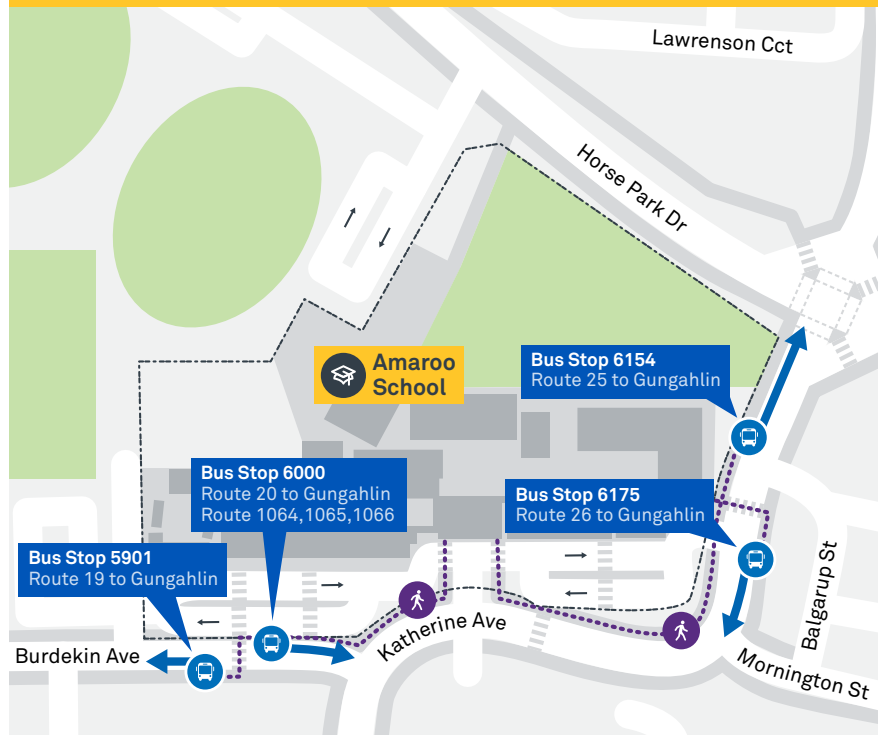 Lawrenson Cct
Horse Park Dr
Amaroo
School
Bus Stop 6154
Route 25 to Gungahlin
Bus Stop 6000
Route 20 to Gungahlin
Route 1064,1065,1066
Bus Stop 6175
Route 26 to Gungahlin
Bus Stop 5901
Route 19 to Gungahlin
Balgarup St
Katherine Ave
Burdekin Ave
Mornington St